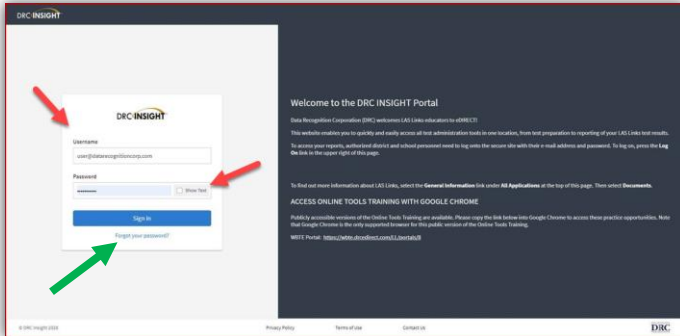 DRC INSIGHT
DRC INSIGHT
Username
user@datarecognitioncorp.com
Password
Show Text
Sign in
Forgot your password?
Welcome to the DRC INSIGHT Portal
Data Recognition Corporation (DRC) welcomes LAS Links educators to eDIRECT!
This website enables you to quickly and easily access all test administration tools in one location, from test preparation to reporting of your LAS Links test results.
To access your reports, authorized district and school personnel need to log onto the secure site with their e-mail address and password. To log on, press the Log
On link in the upper right of this page.
To find out more information about LAS Links, select the General Information link under All Applications at the top of this page. Then select Documents.
ACCESS ONLINE TOOLS TRAINING WITH GOOGLE CHROME
Publicly accessible versions of the Online Tools Training are available. Please copy the link below into Google Chrome to access these practice opportunities. Note
that Google Chrome is the only supported browser for this public version of the Online Tools Training.
WBTE Portal: https://wbte.drcedirect.com/LL/portals/ll
© DRC Insight 2020
Privacy Policy
Terms of Use
Contact Us
DRC